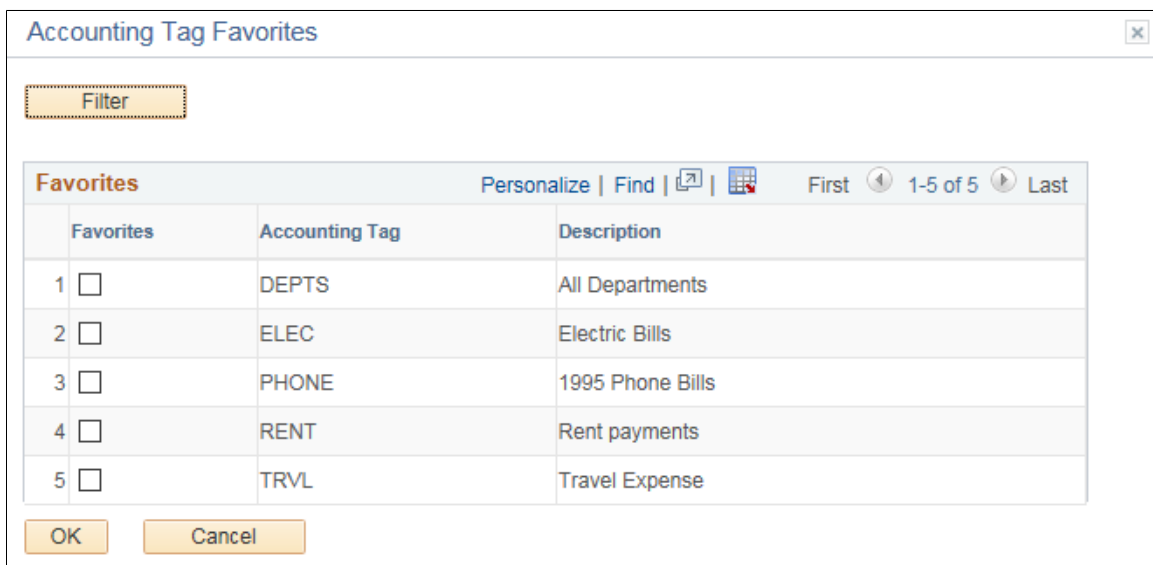 Accounting Tag Favorites
Filter
Favorites Personalize | Find | | First 1-5 of 5 Last
Favorites Accounting Tag Description
1 DEPTS All Departments
2 ELEC Electric Bills
3 PHONE 1995 Phone Bills
4 RENT Rent payments
5 TRVL Travel Expense
OK Cancel